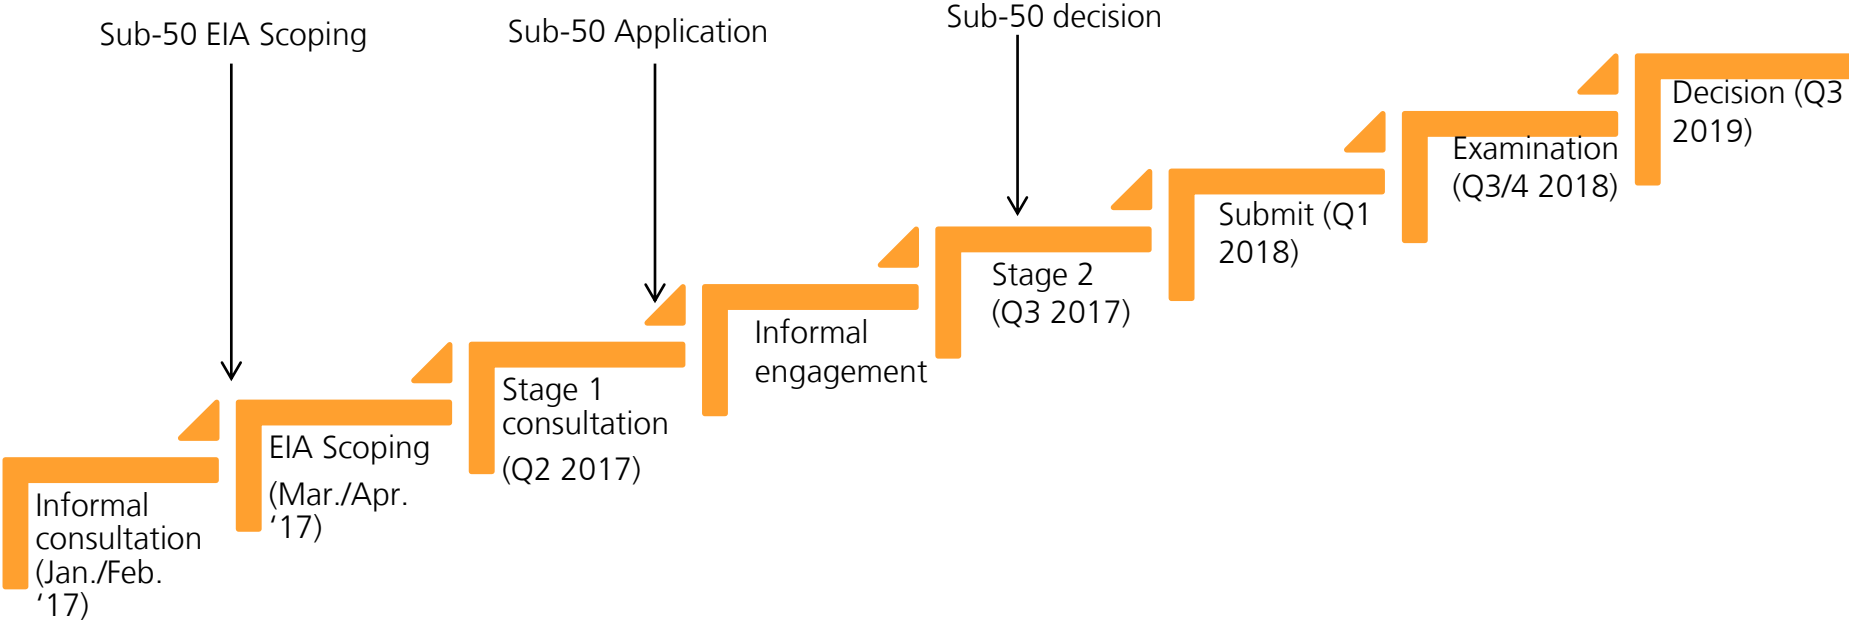 Sub-50 EIA Scoping
Sub-50 Application
Sub-50 decision
Informal
consultation
(Jan./Feb.
‘17)
EIA Scoping
(Mar./Apr.
‘17)
Stage 1
consultation
(Q2 2017)
Informal
engagement
Stage 2
(Q3 2017)
Submit (Q1
2018)
Examination
(Q3/4 2018)
Decision (Q3
2019)